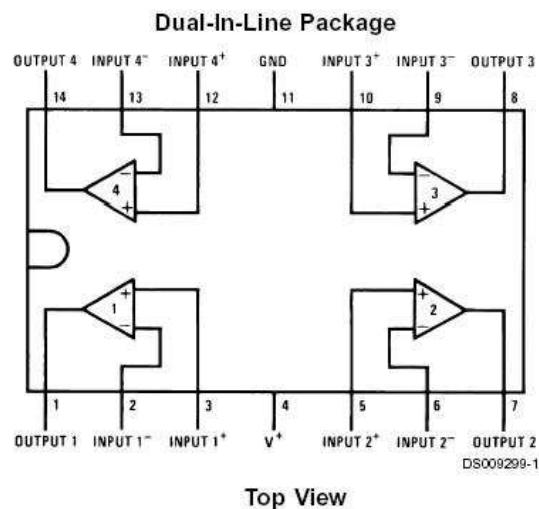 Dual-In-Line Package
OUTPUT 4 INPUT 4⁻ INPUT 4⁺ GND INPUT 3⁺ INPUT 3⁻ OUTPUT 3
14 13 12 11 10 9 8
− −
4 3
+ +
+ +
1 2
− −
1 2 3 4 5 6 7
OUTPUT 1 INPUT 1⁻ INPUT 1⁺ V⁺ INPUT 2⁺ INPUT 2⁻ OUTPUT 2
DS009299-1
Top View